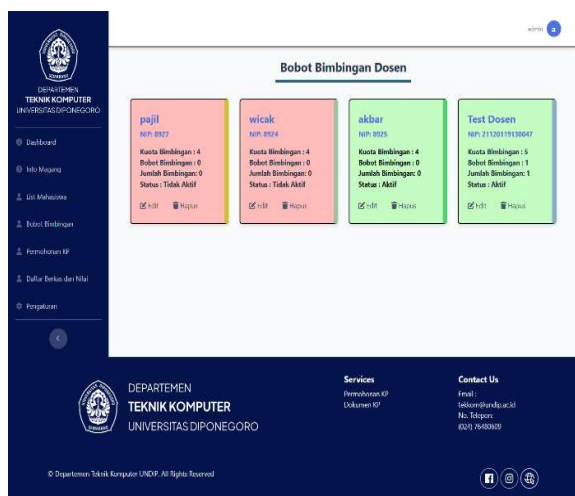 admin a
DEPARTEMEN
TEKNIK KOMPUTER
UNIVERSITAS DIPONEGORO
Dashboard
Info Magang
List Mahasiswa
Bobot Bimbingan
Permohonan KP
Daftar Berkas dan Nilai
Pengaturan
Bobot Bimbingan Dosen
pajil
NIP: 8927
Kuota Bimbingan : 4
Bobot Bimbingan : 0
Jumlah Bimbingan: 0
Status : Tidak Aktif
Edit Hapus
wicak
NIP: 8924
Kuota Bimbingan : 4
Bobot Bimbingan : 0
Jumlah Bimbingan: 0
Status : Tidak Aktif
Edit Hapus
akbar
NIP: 8925
Kuota Bimbingan : 4
Bobot Bimbingan : 0
Jumlah Bimbingan: 0
Status : Aktif
Edit Hapus
Test Dosen
NIP: 21120119130047
Kuota Bimbingan : 5
Bobot Bimbingan : 1
Jumlah Bimbingan: 1
Status : Aktif
Edit Hapus
DEPARTEMEN
TEKNIK KOMPUTER
UNIVERSITAS DIPONEGORO
Services
Permohonan KP
Dokumen KP
Contact Us
Email :
tekkom@undip.ac.id
No. Telepon:
(024) 76480609
© Departemen Teknik Komputer UNDIP. All Rights Reserved